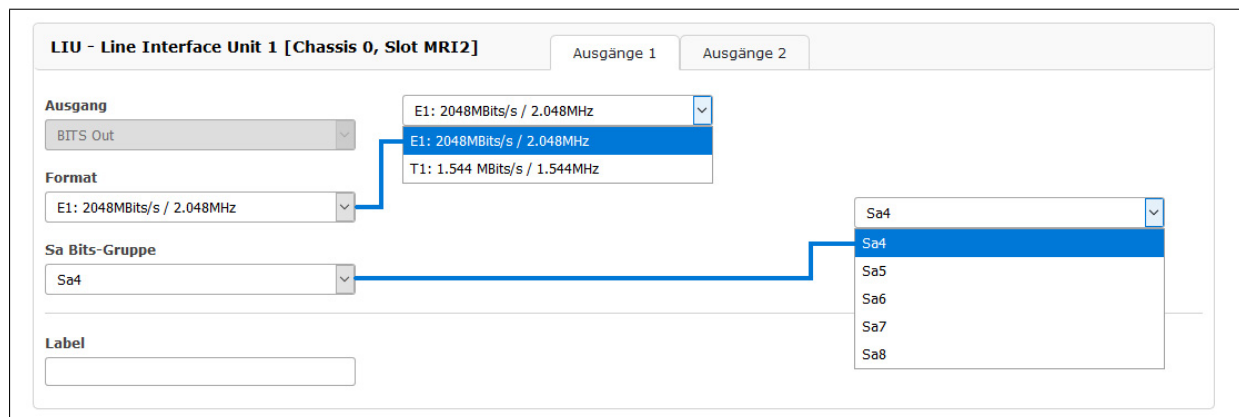 LIU - Line Interface Unit 1 [Chassis 0, Slot MRI2]
Ausgänge 1
Ausgänge 2
Ausgang
BITS Out
E1: 2048MBits/s / 2.048MHz
E1: 2048MBits/s / 2.048MHz
T1: 1.544 MBits/s / 1.544MHz
Format
E1: 2048MBits/s / 2.048MHz
Sa Bits-Gruppe
Sa4
Sa4
Sa4
Sa5
Sa6
Sa7
Sa8
Label